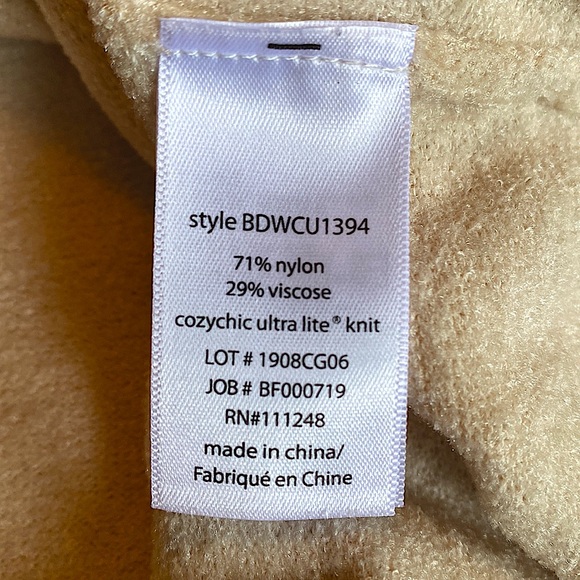 style BDWCU1394
71% nylon
29% viscose
cozychic ultra lite® knit
LOT # 1908CG06
JOB # BF000719
RN#111248
made in china/
Fabriqué en Chine